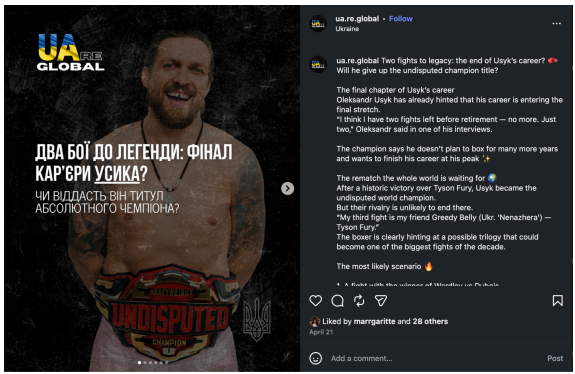 UA RE
GLOBAL
ДВА БОЇ ДО ЛЕГЕНДИ: ФІНАЛ
КАР'ЄРИ УСИКА?
ЧИ ВІДДАСТЬ ВІН ТИТУЛ
АБСОЛЮТНОГО ЧЕМПІОНА?
UNDISPUTED
CHAMPION
ua.re.global • Follow
Ukraine
ua.re.global Two fights to legacy: the end of Usyk's career? 🥊
Will he give up the undisputed champion title?
The final chapter of Usyk's career
Oleksandr Usyk has already hinted that his career is entering the
final stretch.
"I think I have two fights left before retirement — no more. Just
two," Oleksandr said in one of his interviews.
The champion says he doesn't plan to box for many more years
and wants to finish his career at his peak ✨
The rematch the whole world is waiting for 🌍
After a historic victory over Tyson Fury, Usyk became the
undisputed world champion.
But their rivalry is unlikely to end there.
"My third fight is my friend Greedy Belly (Ukr. 'Nenazhera') —
Tyson Fury."
The boxer is clearly hinting at a possible trilogy that could
become one of the biggest fights of the decade.
The most likely scenario 🔥
1. A fight with the winner of Wardley vs Dubois
Liked by marrgaritte and 28 others
April 21
Add a comment...
Post